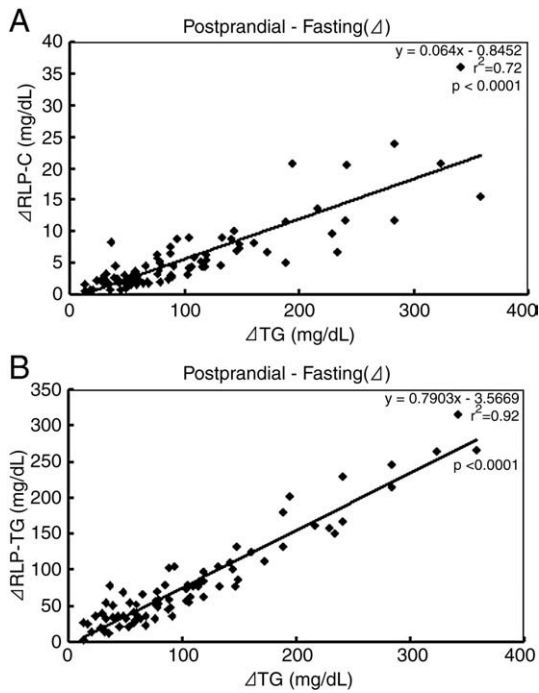 A
Postprandial - Fasting(⊿)
y = 0.064x - 0.8452
r²=0.72
p < 0.0001
⊿RLP-C (mg/dL)
40
35
30
25
20
15
10
5
0
0 100 200 300 400
⊿TG (mg/dL)
B
Postprandial - Fasting(⊿)
y = 0.7903x - 3.5669
r²=0.92
p <0.0001
⊿RLP-TG (mg/dL)
350
300
250
200
150
100
50
0
0 100 200 300 400
⊿TG (mg/dL)